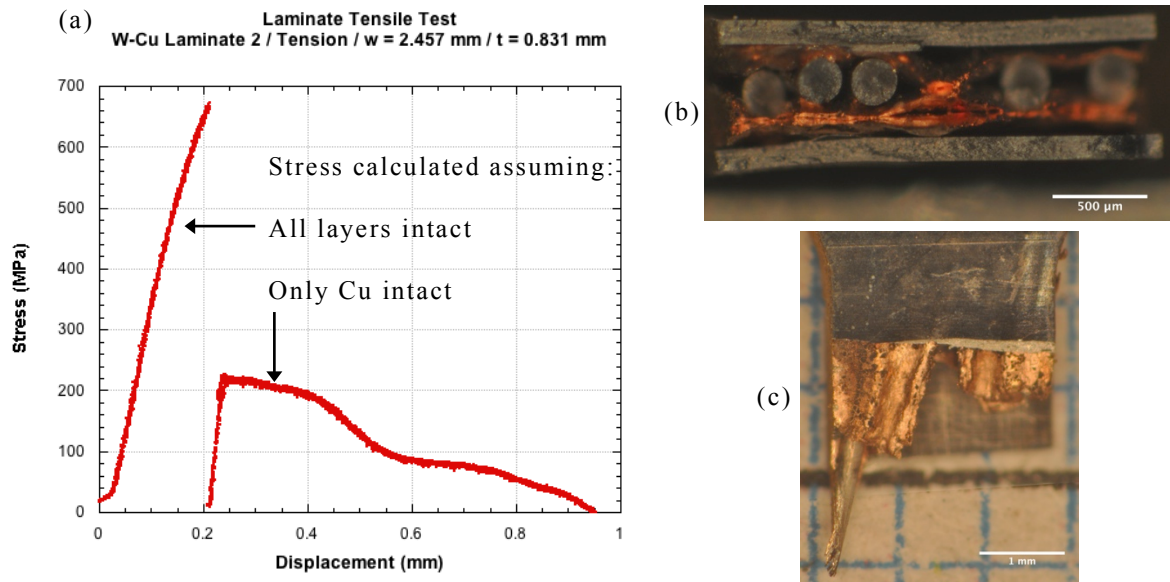 (a)
Laminate Tensile Test
W-Cu Laminate 2 / Tension / w = 2.457 mm / t = 0.831 mm
700
600
500
400
300
200
100
0
Stress (MPa)
Stress calculated assuming:
All layers intact
Only Cu intact
0
0.2
0.4
0.6
0.8
1
Displacement (mm)
(b)
500 µm
(c)
1 mm